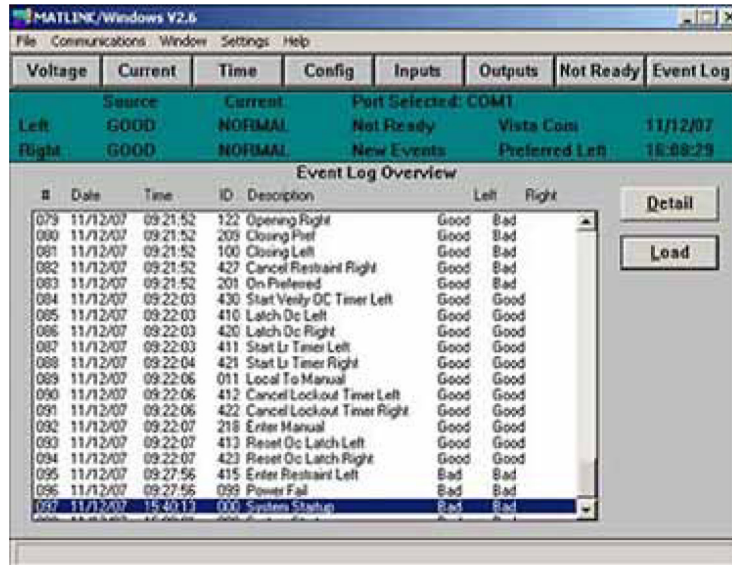 MATLINK/Windows V2.6
File Communications Window Settings Help
Voltage Current Time Config Inputs Outputs Not Ready Event Log
Source Current Port Selected: COM1
Left GOOD NORMAL Not Ready Vista Com 11/12/07
Right GOOD NORMAL New Events Preferred Left 16:08:29
Event Log Overview
# Date Time ID Description Left Right
Detail
Load
079 11/12/07 09:21:52 122 Opening Right Good Bad
080 11/12/07 09:21:52 209 Closing Pref Good Bad
081 11/12/07 09:21:52 100 Closing Left Good Bad
082 11/12/07 09:21:52 427 Cancel Restraint Right Good Bad
083 11/12/07 09:21:52 201 On Preferred Good Bad
084 11/12/07 09:22:03 430 Start Verify OC Timer Left Good Good
085 11/12/07 09:22:03 410 Latch Oc Left Good Good
086 11/12/07 09:22:03 420 Latch Oc Right Good Good
087 11/12/07 09:22:03 411 Start Lr Timer Left Good Good
088 11/12/07 09:22:04 421 Start Lr Timer Right Good Good
089 11/12/07 09:22:06 011 Local To Manual Good Good
090 11/12/07 09:22:06 412 Cancel Lockout Timer Left Good Good
091 11/12/07 09:22:06 422 Cancel Lockout Timer Right Good Good
092 11/12/07 09:22:07 218 Enter Manual Good Good
093 11/12/07 09:22:07 413 Reset Oc Latch Left Good Good
094 11/12/07 09:22:07 423 Reset Oc Latch Right Good Good
095 11/12/07 09:27:56 415 Enter Restraint Left Bad Bad
096 11/12/07 09:27:56 099 Power Fail Bad Bad
097 11/12/07 15:40:13 000 System Startup Bad Bad